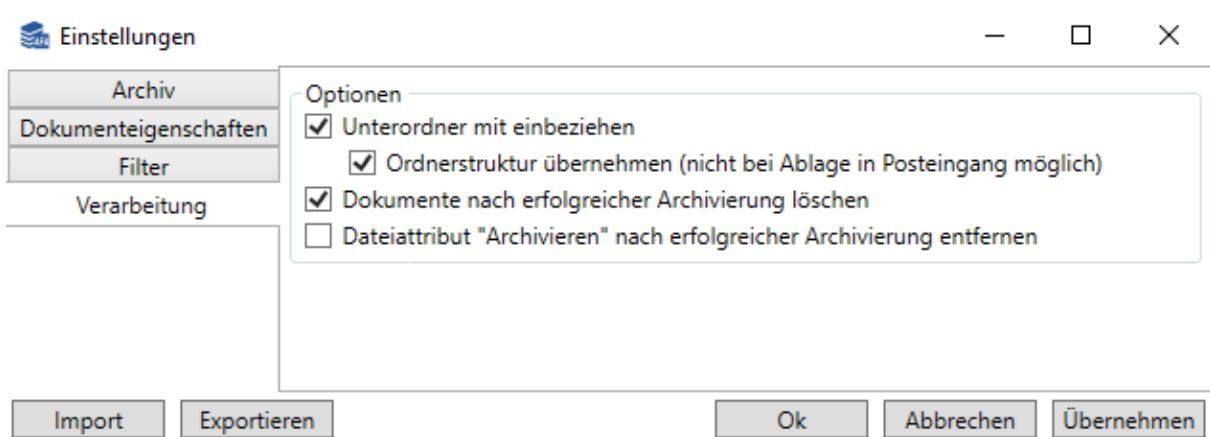 Einstellungen
Archiv
Dokumenteigenschaften
Filter
Verarbeitung
Optionen
Unterordner mit einbeziehen
Ordnerstruktur übernehmen (nicht bei Ablage in Posteingang möglich)
Dokumente nach erfolgreicher Archivierung löschen
Dateiattribut "Archivieren" nach erfolgreicher Archivierung entfernen
Import
Exportieren
Ok
Abbrechen
Übernehmen